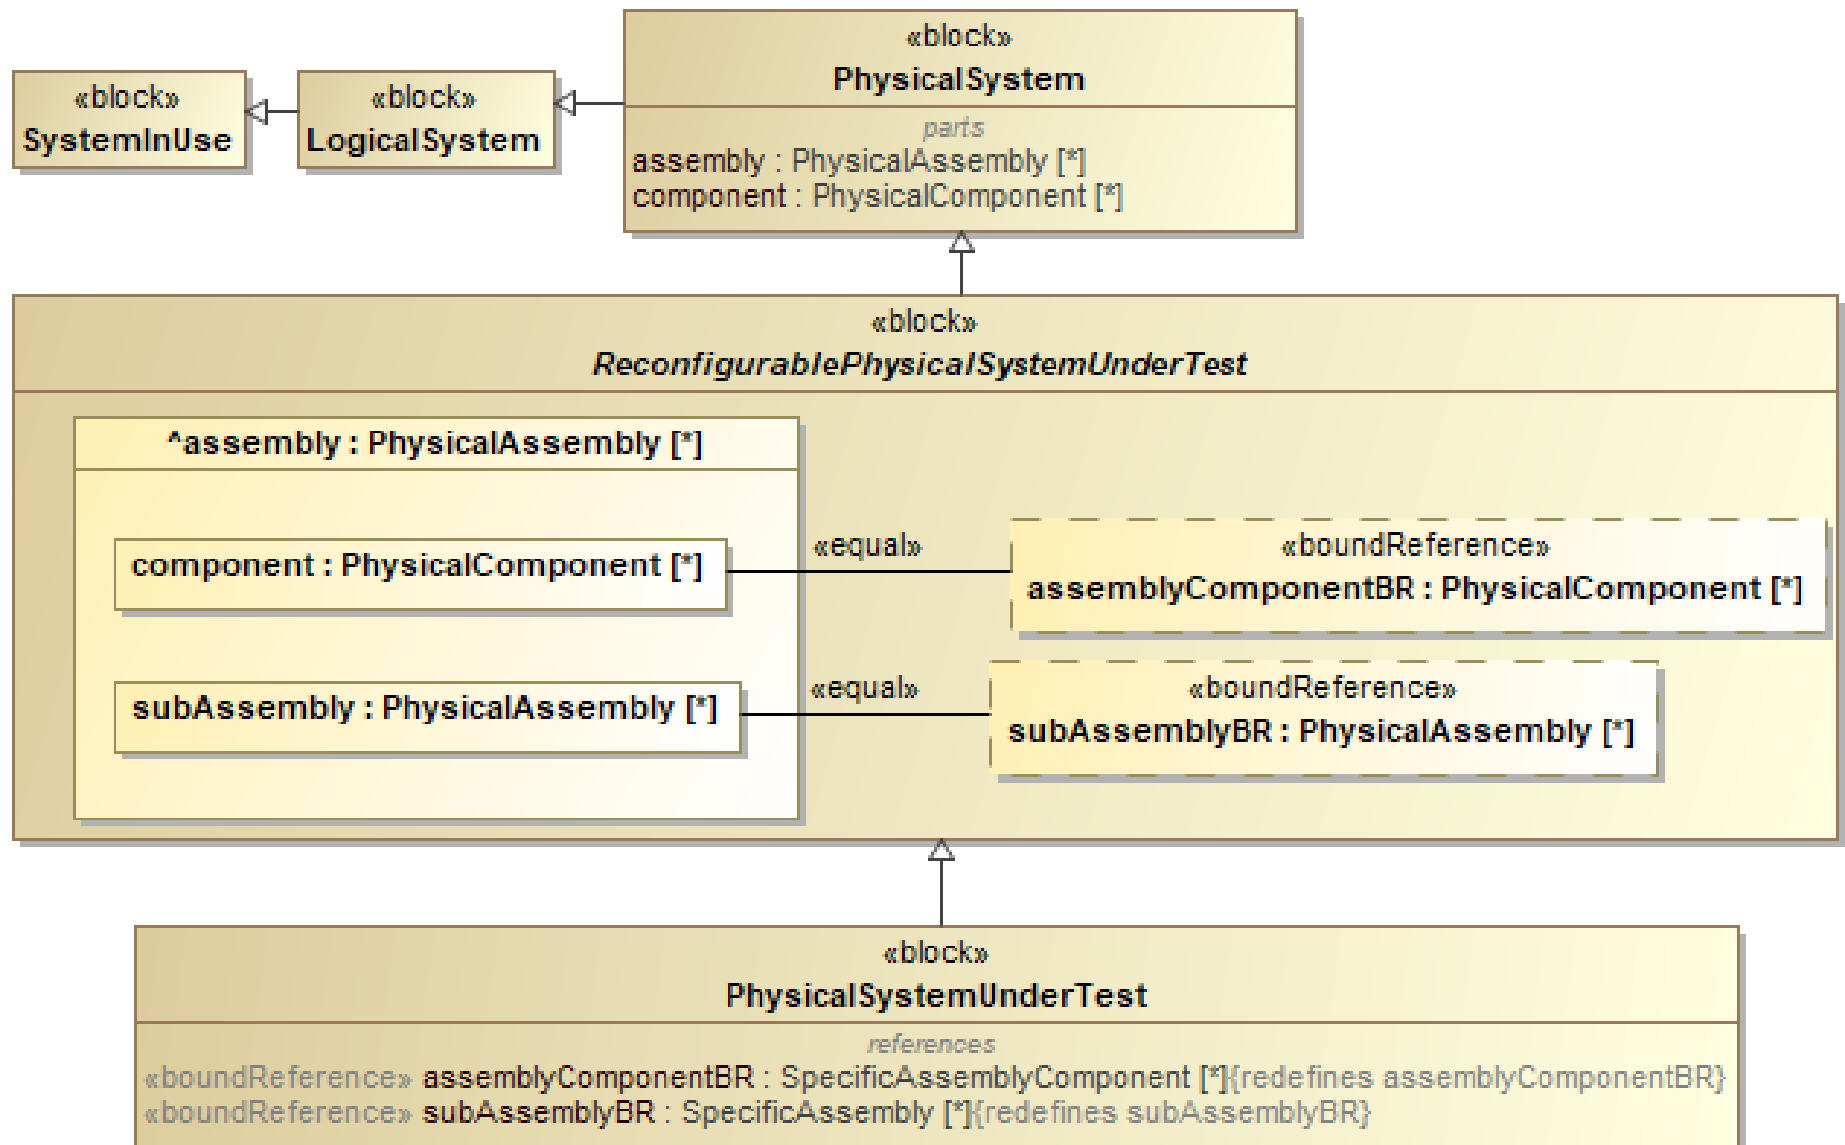 «block»
SystemInUse
«block»
LogicalSystem
«block»
PhysicalSystem
parts
assembly : PhysicalAssembly [*]
component : PhysicalComponent [*]
«block»
ReconfigurablePhysicalSystemUnderTest
^assembly : PhysicalAssembly [*]
component : PhysicalComponent [*]
«equal»
«boundReference»
assemblyComponentBR : PhysicalComponent [*]
subAssembly : PhysicalAssembly [*]
«equal»
«boundReference»
subAssemblyBR : PhysicalAssembly [*]
«block»
PhysicalSystemUnderTest
references
«boundReference» assemblyComponentBR : SpecificAssemblyComponent [*]{redefines assemblyComponentBR}
«boundReference» subAssemblyBR : SpecificAssembly [*]{redefines subAssemblyBR}